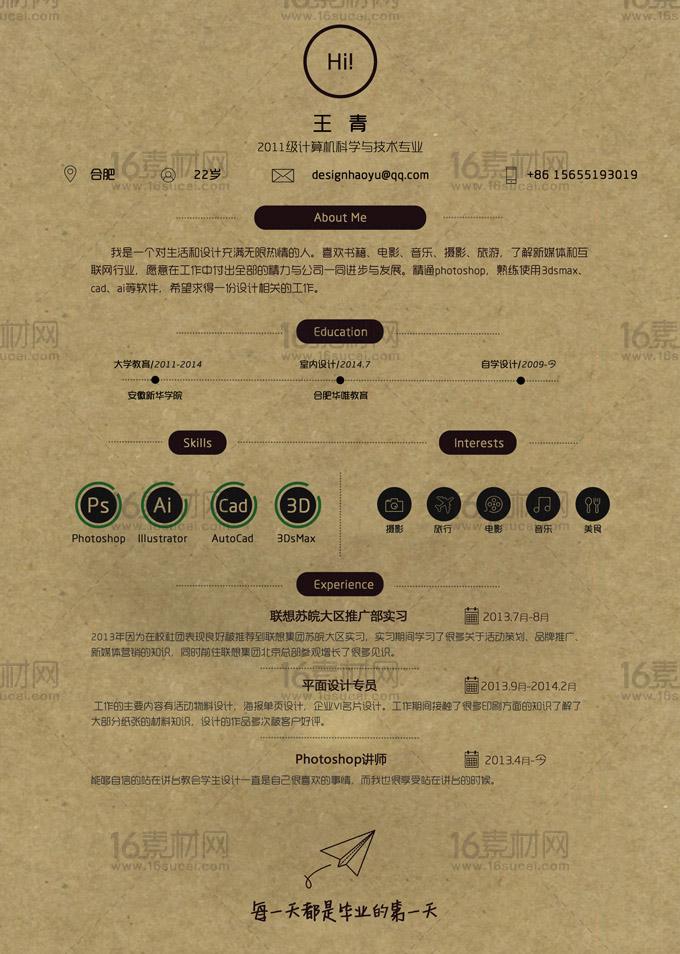 Hi!
王 青
2011级计算机科学与技术专业
合肥 22岁 designhaoyu@qq.com +86 15655193019
About Me
我是一个对生活和设计充满无限热情的人。喜欢书籍、电影、音乐、摄影、旅游，了解新媒体和互
联网行业，愿意在工作中付出全部的精力与公司一同进步与发展。精通photoshop，熟练使用3dsmax、
cad、ai等软件，希望求得一份设计相关的工作。
Education
大学教育/2011-2014 室内设计/2014.7 自学设计/2009-今
安徽新华学院 合肥华唯教育
Skills Interests
Ps Ai Cad 3D
摄影 旅行 电影 音乐 美食
Photoshop Illustrator AutoCad 3DsMax
Experience
联想苏皖大区推广部实习 2013.7月-8月
2013年因为在校社团表现良好被推荐到联想集团苏皖大区实习，实习期间学习了很多关于活动策划、品牌推广、
新媒体营销的知识，同时前往联想集团北京总部参观增长了很多见识。
平面设计专员 2013.9月-2014.2月
工作的主要内容有活动物料设计，海报单页设计，企业VI名片设计。工作期间接触了很多印刷方面的知识了解了
大部分纸张的材料知识，设计的作品多次被客户好评。
Photoshop讲师 2013.4月-今
能够自信的站在讲台教会学生设计一直是自己很喜欢的事情，而我也很享受站在讲台的时候。
每一天都是毕业的第一天
16素材网
www.16sucai.com